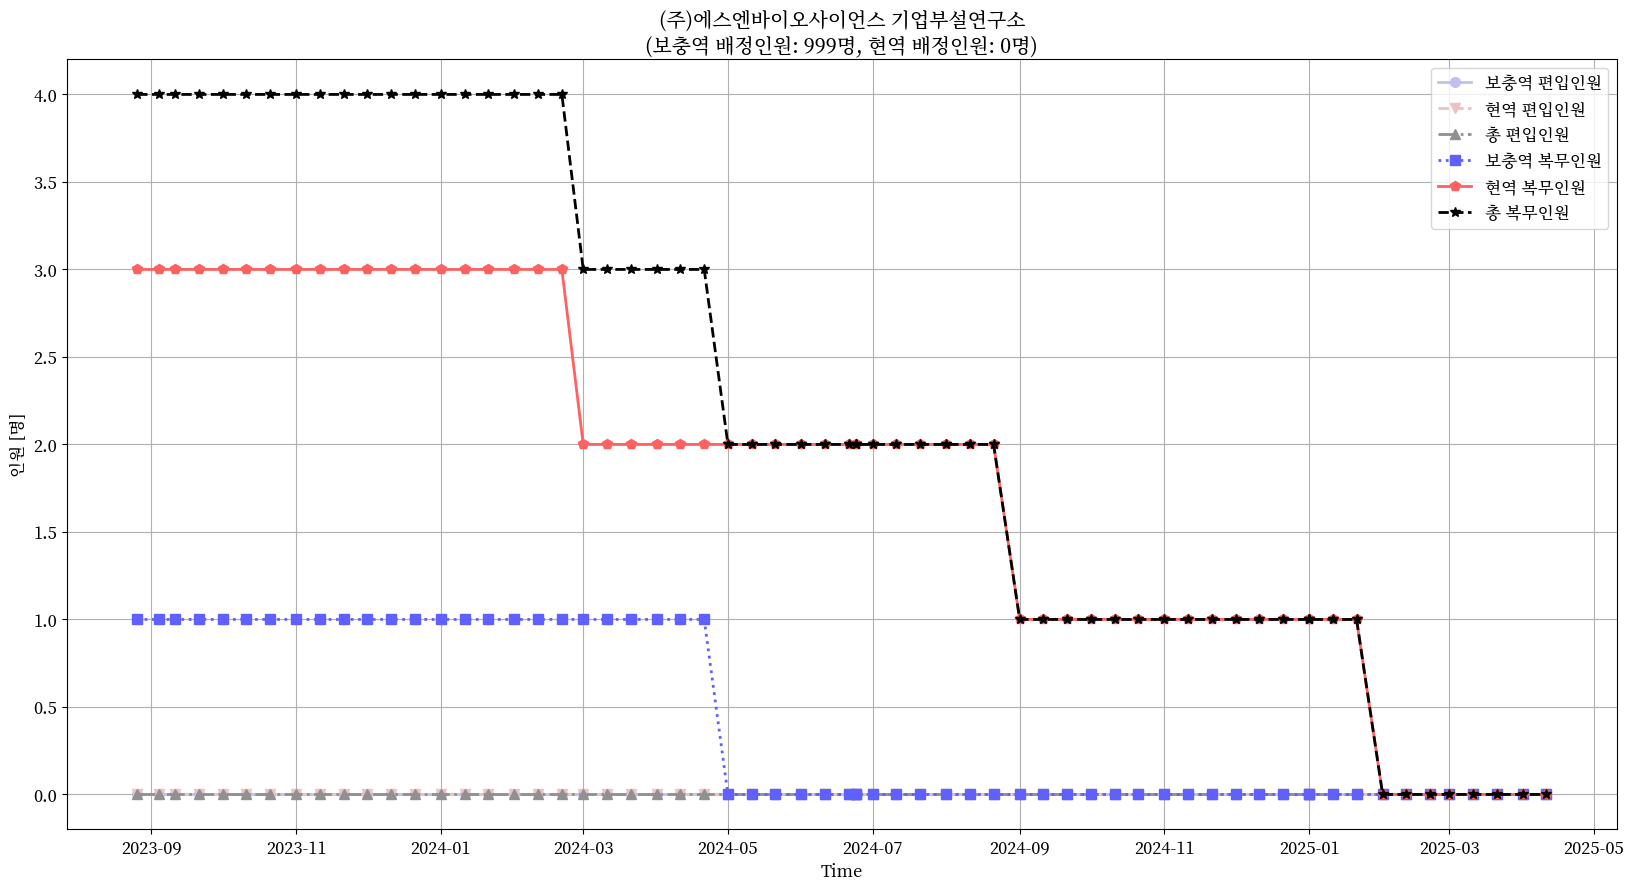 (주)에스엔바이오사이언스 기업부설연구소
(보충역 배정인원: 999명, 현역 배정인원: 0명)
보충역 편입인원
현역 편입인원
총 편입인원
보충역 복무인원
현역 복무인원
총 복무인원
인원 [명]
4.0
3.5
3.0
2.5
2.0
1.5
1.0
0.5
0.0
2023-09 2023-11 2024-01 2024-03 2024-05 2024-07 2024-09 2024-11 2025-01 2025-03 2025-05
Time